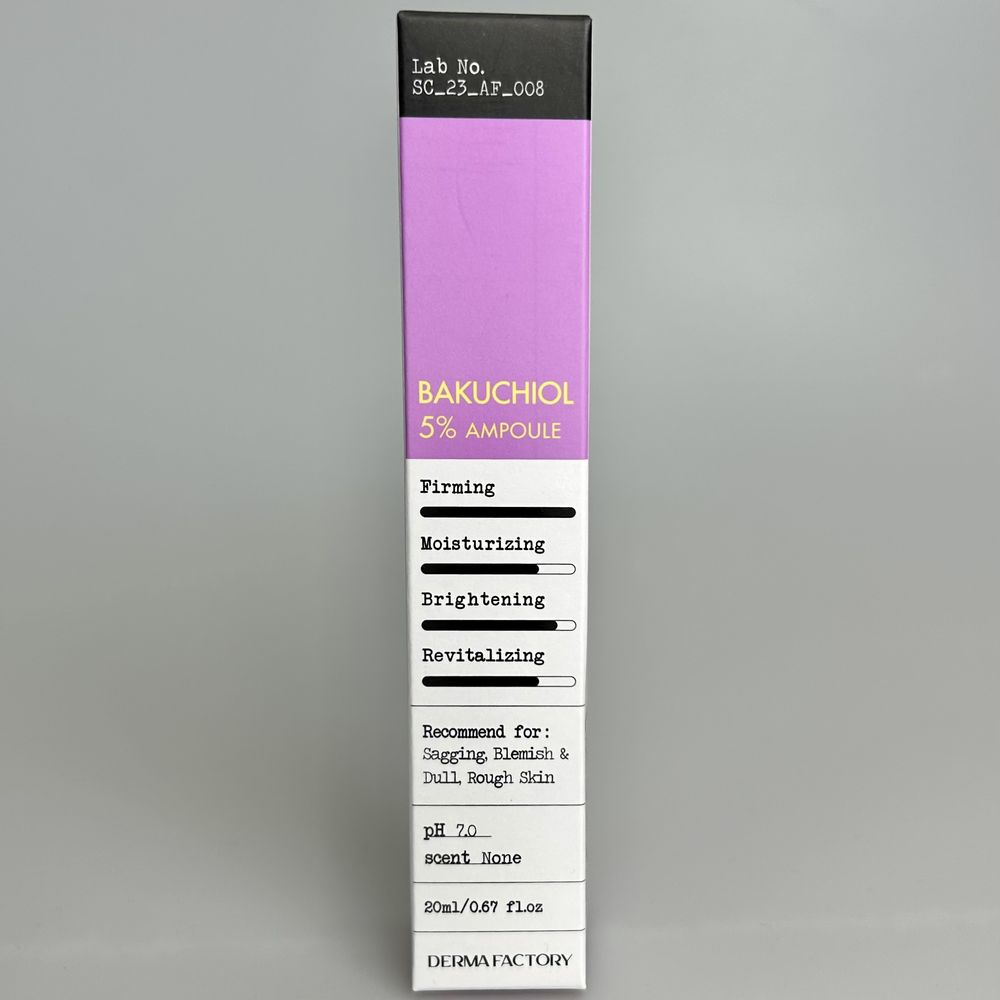 Lab No.
SC_23_AF_008
BAKUCHIOL
5% AMPOULE
Firming
Moisturizing
Brightening
Revitalizing
Recommend for:
Sagging, Blemish &
Dull, Rough Skin
pH 7.0
scent None
20ml/0.67 fl.oz
DERMA FACTORY